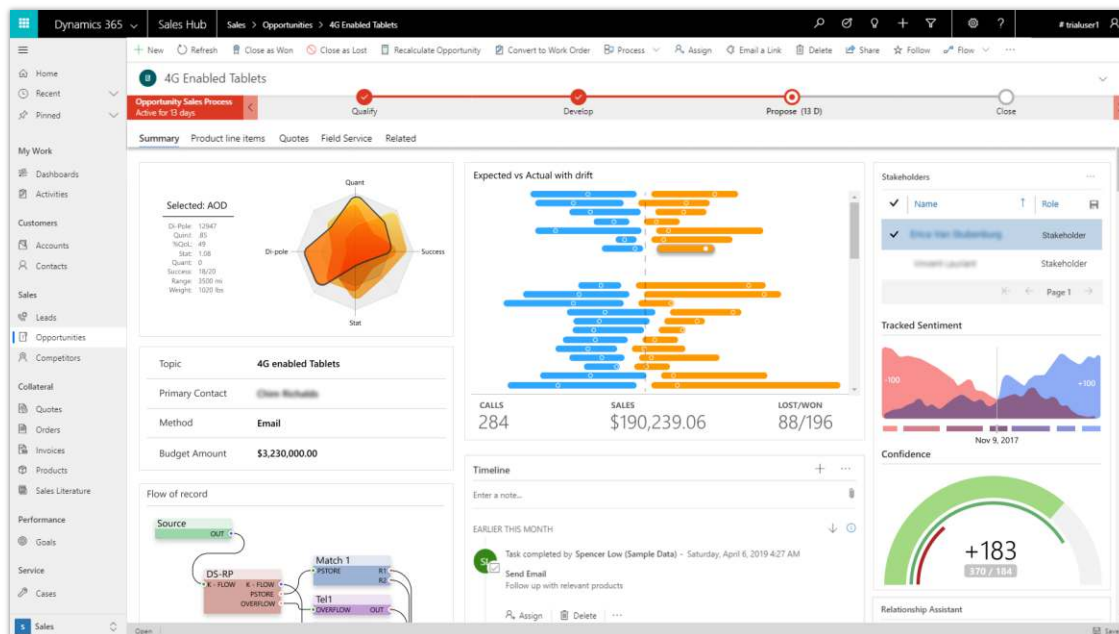 Dynamics 365
Sales Hub
Sales > Opportunities > 4G Enabled Tablets
# trialuser1
New
Refresh
Close as Won
Close as Lost
Recalculate Opportunity
Convert to Work Order
Process
Assign
Email a Link
Delete
Share
Follow
Flow
Home
Recent
Pinned
My Work
Dashboards
Activities
Customers
Accounts
Contacts
Sales
Leads
Opportunities
Competitors
Collateral
Quotes
Orders
Invoices
Products
Sales Literature
Performance
Goals
Service
Cases
S Sales
4G Enabled Tablets
Opportunity Sales Process
Active for 13 days
Qualify
Develop
Propose (13 D)
Close
Summary
Product line items
Quotes
Field Service
Related
Selected: AOD
Di-Pole: 12947
Quint: .85
%QoL: 49
Stat: 1.08
Quant: 0
Success: 18/20
Range: 3500 mi
Weight: 1020 lbs
Quant
Di-pole
Success
Stat
Topic 4G enabled Tablets
Primary Contact
Method Email
Budget Amount $3,230,000.00
Flow of record
Source
OUT
DS-RP
K - FLOW K - FLOW
PSTORE
OVERFLOW
Match 1
PSTORE R1
R2
Tel1
OVERFLOW OUT
Expected vs Actual with drift
CALLS
284
SALES
$190,239.06
LOST/WON
88/196
Timeline
Enter a note...
EARLIER THIS MONTH
Task completed by Spencer Low (Sample Data) - Saturday, April 6, 2019 4:27 AM
Send Email
Follow up with relevant products
Assign
Delete
Stakeholders
Name
Role
Stakeholder
Stakeholder
Page 1
Tracked Sentiment
-100
+100
Nov 9, 2017
Confidence
+183
370 / 184
Relationship Assistant
Open
Save